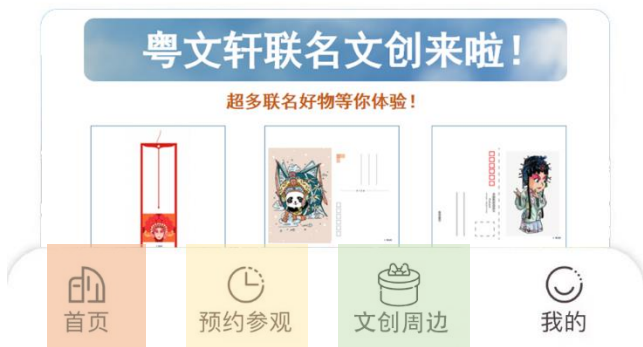 粤文轩联名文创来啦！
超多联名好物等你体验！
首页
预约参观
文创周边
我的